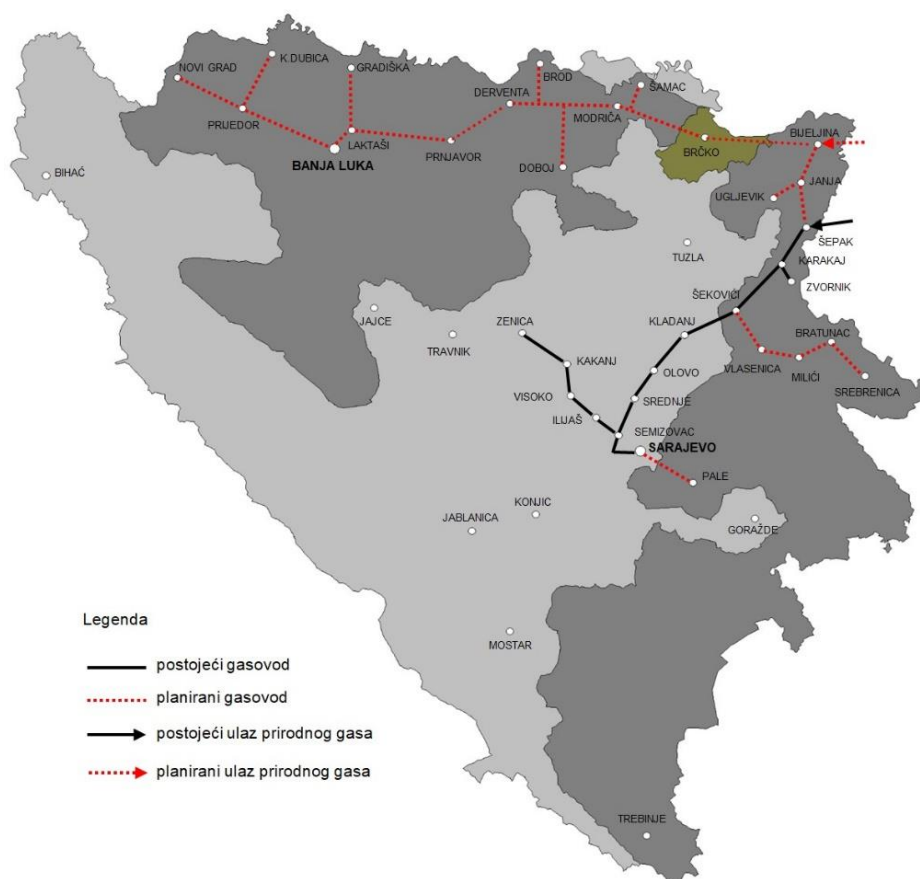 K.DUBICA
NOVI GRAD
GRADIŠKA
BROD
ŠAMAC
DERVENTA
MODRIČA
PRIJEDOR
LAKTAŠI
BANJA LUKA
PRNJAVOR
DOBOJ
BRČKO
BIJELJINA
BIHAĆ
JANJA
UGLJEVIK
ŠEPAK
TUZLA
KARAKAJ
ZVORNIK
ŠEKOVIĆI
JAJCE
ZENICA
KLADANJ
BRATUNAC
TRAVNIK
KAKANJ
OLOVO
VLASENICA
MILIĆI
SREBRENICA
VISOKO
SREDNJE
ILIJAŠ
SEMIZOVAC
SARAJEVO
PALE
KONJIC
JABLANICA
GORAŽDE
MOSTAR
TREBINJE
Legenda
postojeći gasovod
planirani gasovod
postojeći ulaz prirodnog gasa
planirani ulaz prirodnog gasa